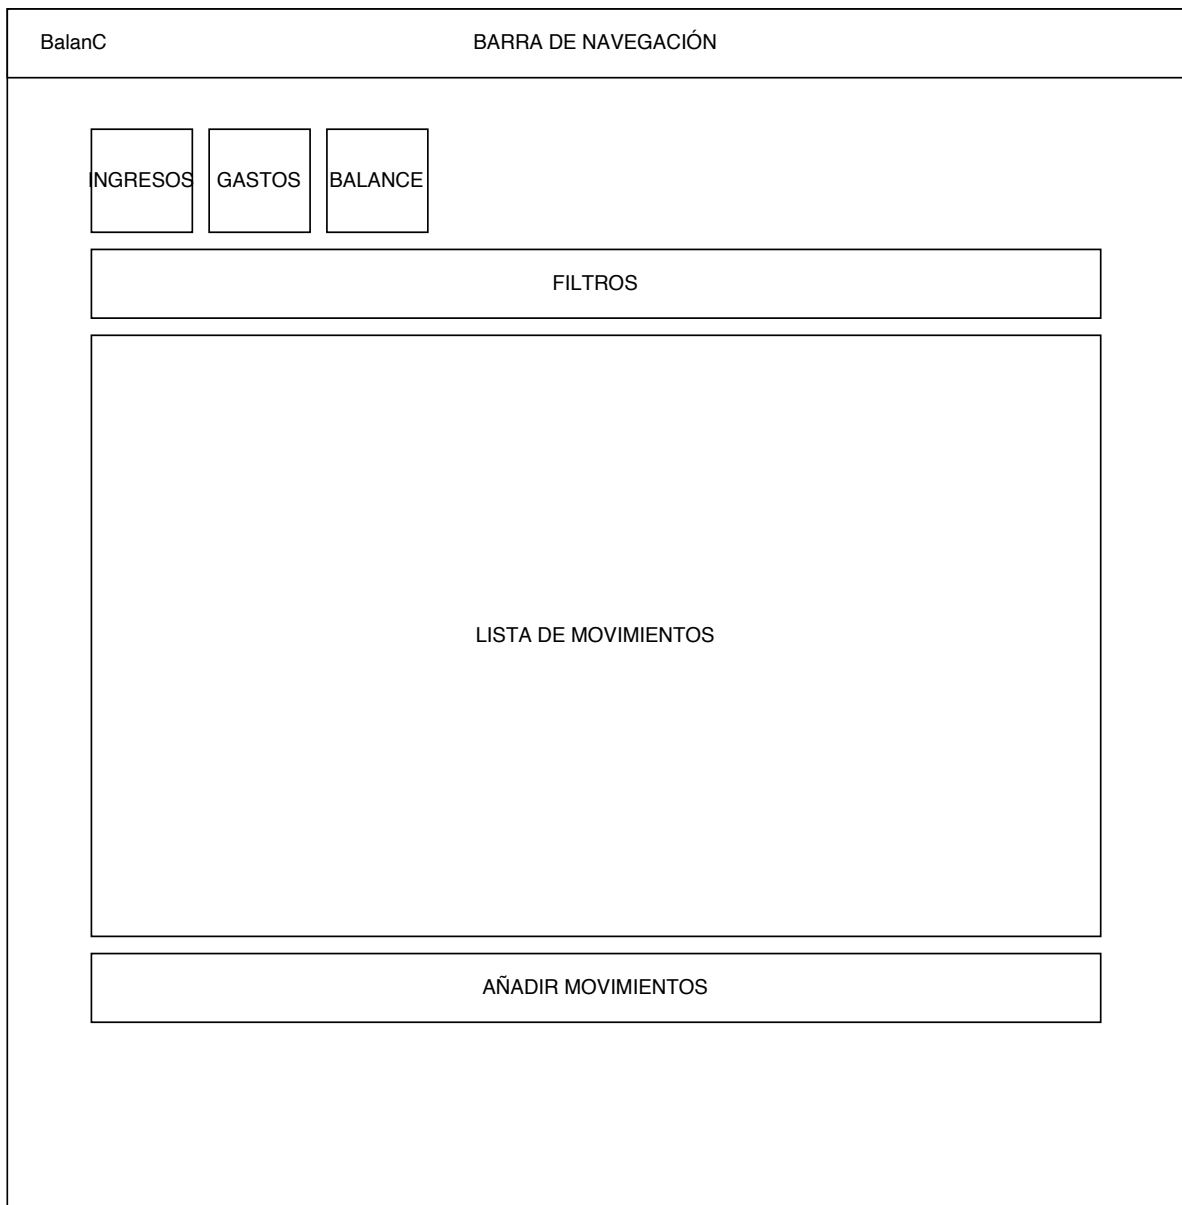 BalanC
BARRA DE NAVEGACIÓN
INGRESOS
GASTOS
BALANCE
FILTROS
LISTA DE MOVIMIENTOS
AÑADIR MOVIMIENTOS